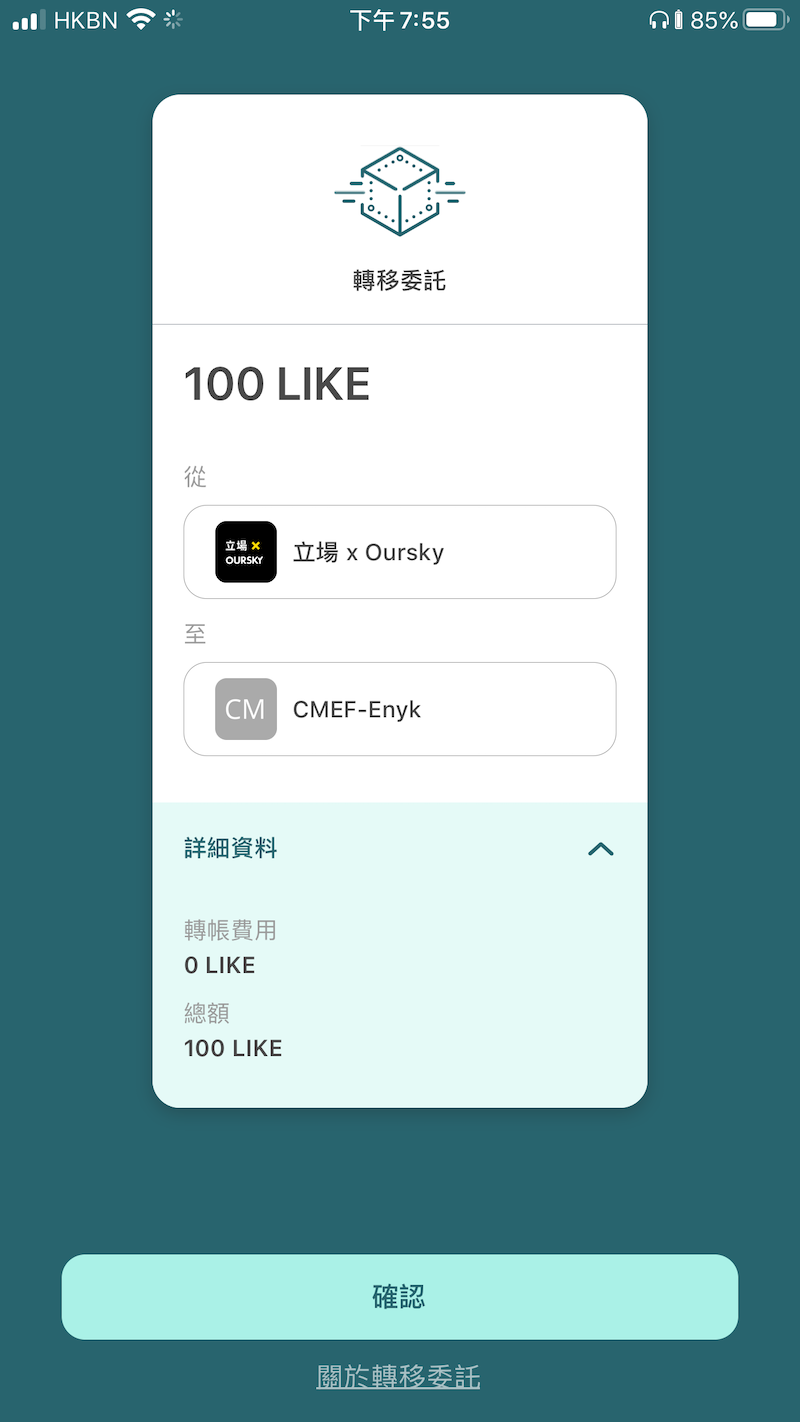 HKBN 下午 7:55 85%
轉移委託
100 LIKE
從
立場 x
OURSKY
立場 x Oursky
至
CM
CMEF-Enyk
詳細資料
轉帳費用
0 LIKE
總額
100 LIKE
確認
關於轉移委託